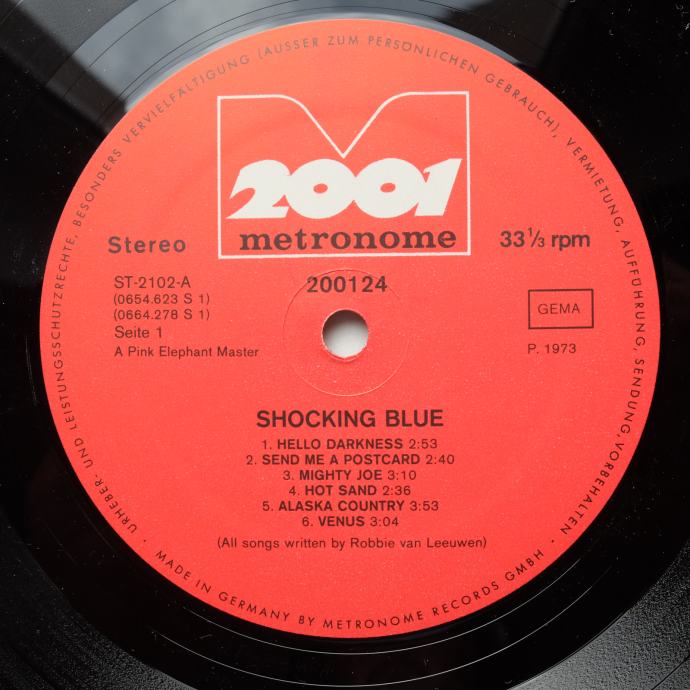 URHEBER- UND LEISTUNGSSCHUTZRECHTE, BESONDERS VERVIELFÄLTIGUNG (AUSSER ZUM PERSÖNLICHEN GEBRAUCH), VERMIETUNG, AUFFÜHRUNG, SENDUNG, VORBEHALTEN ·
2001
metronome
Stereo
33 1/3 rpm
200124
ST-2102-A
(0654.623 S 1)
(0664.278 S 1)
Seite 1
A Pink Elephant Master
GEMA
P. 1973
SHOCKING BLUE
1. HELLO DARKNESS 2:53
2. SEND ME A POSTCARD 2:40
3. MIGHTY JOE 3:10
4. HOT SAND 2:36
5. ALASKA COUNTRY 3:53
6. VENUS 3:04
(All songs written by Robbie van Leeuwen)
· MADE IN GERMANY BY METRONOME RECORDS GMBH ·